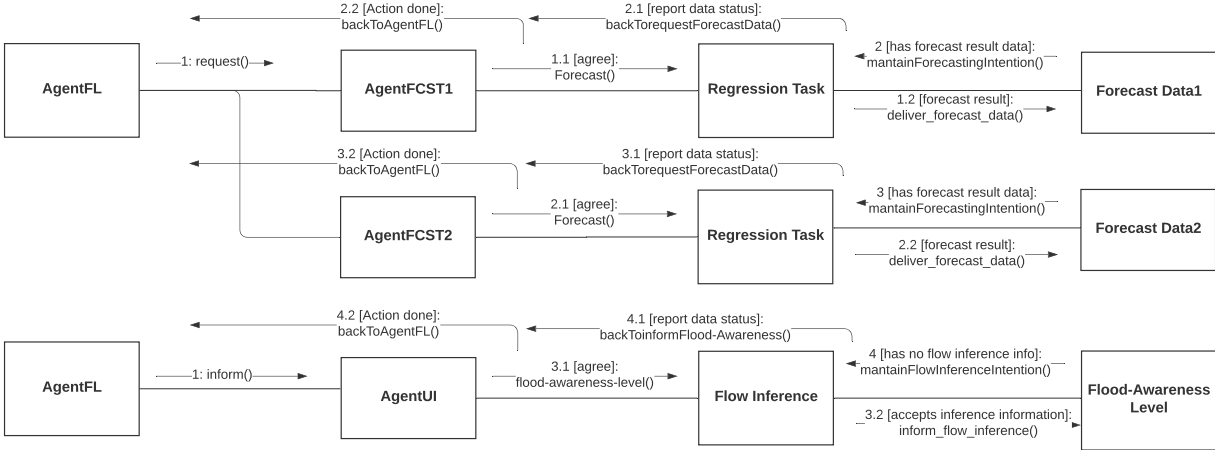 2.2 [Action done]:
backToAgentFL()
2.1 [report data status]:
backTorequestForecastData()
AgentFL
1: request()
AgentFCST1
1.1 [agree]:
Forecast()
Regression Task
2 [has forecast result data]:
mantainForecastingIntention()
1.2 [forecast result]:
deliver_forecast_data()
Forecast Data1
3.2 [Action done]:
backToAgentFL()
3.1 [report data status]:
backTorequestForecastData()
AgentFCST2
2.1 [agree]:
Forecast()
Regression Task
3 [has forecast result data]:
mantainForecastingIntention()
2.2 [forecast result]:
deliver_forecast_data()
Forecast Data2
4.2 [Action done]:
backToAgentFL()
4.1 [report data status]:
backToinformFlood-Awareness()
AgentFL
1: inform()
AgentUI
3.1 [agree]:
flood-awareness-level()
Flow Inference
4 [has no flow inference info]:
mantainFlowInferenceIntention()
3.2 [accepts inference information]:
inform_flow_inference()
Flood-Awareness
Level